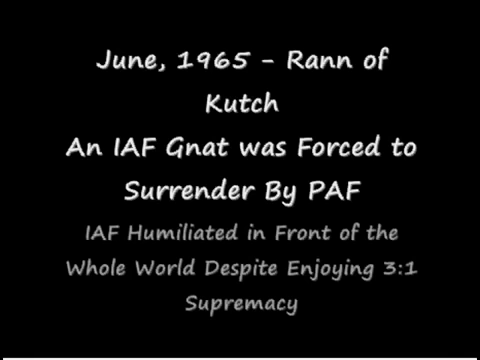 June, 1965 - Rann of
Kutch
An IAF Gnat was Forced to
Surrender By PAF
IAF Humiliated in Front of the
Whole World Despite Enjoying 3:1
Supremacy